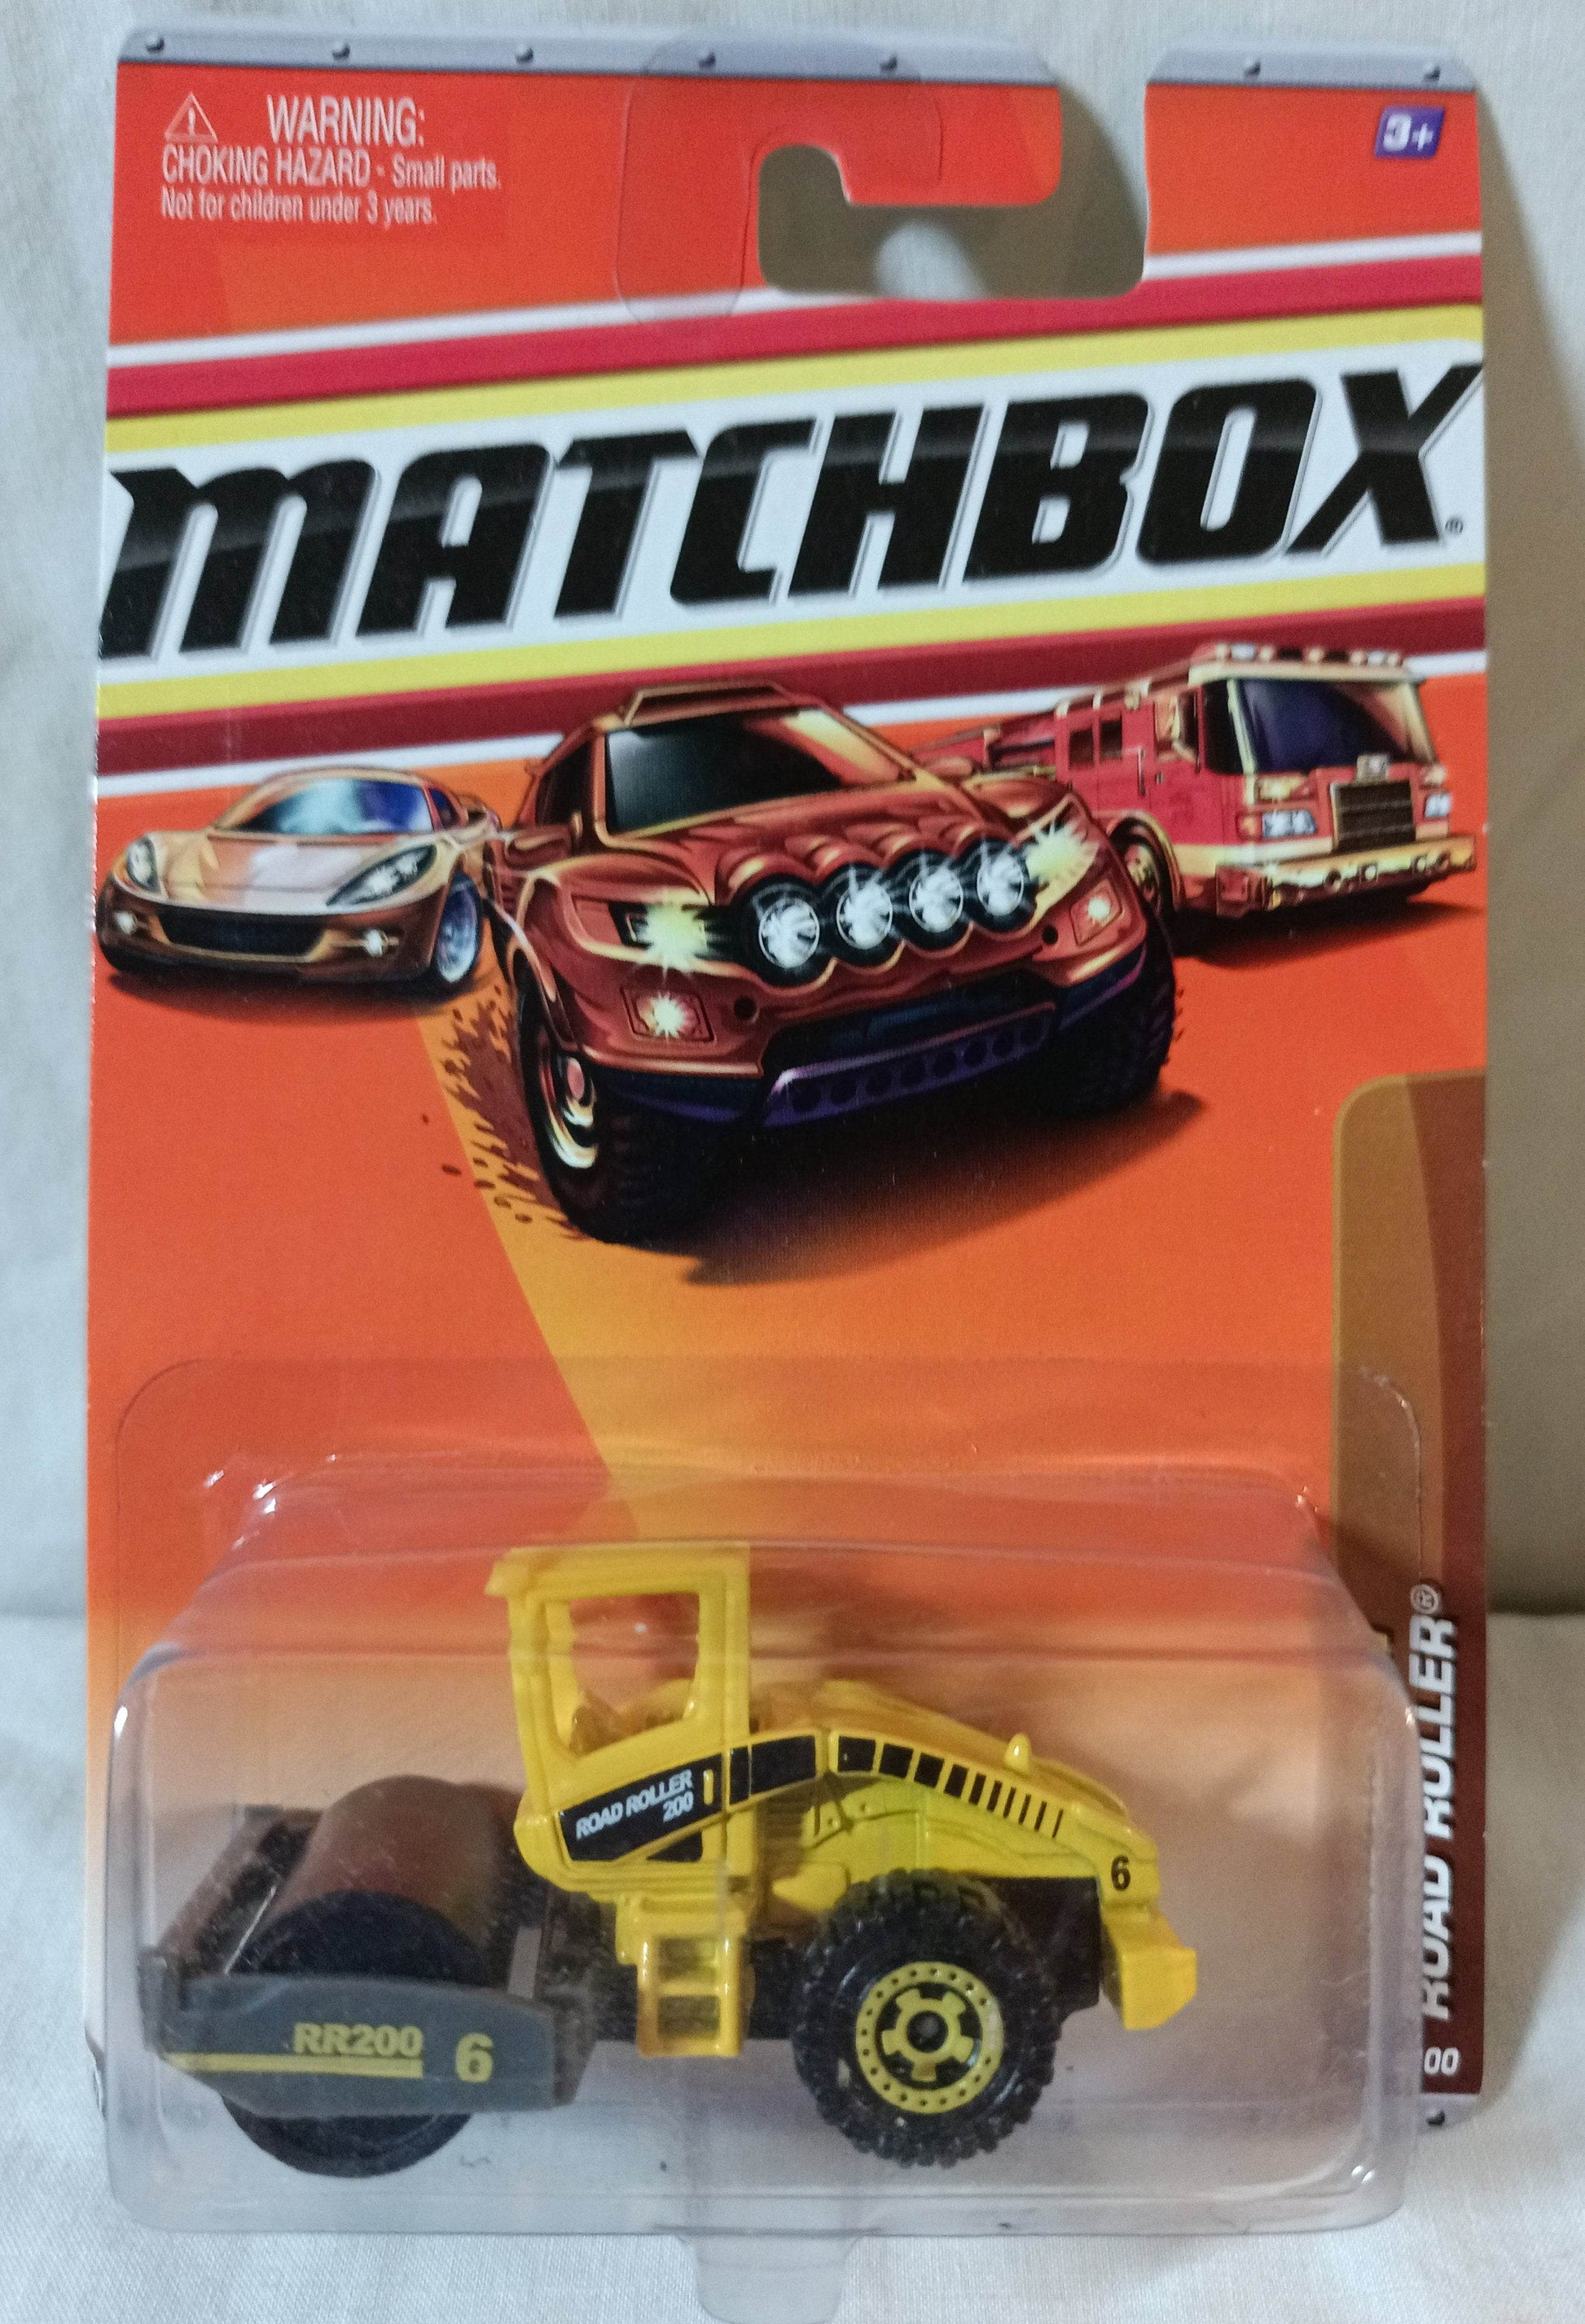 WARNING:
CHOKING HAZARD - Small parts.
Not for children under 3 years.
3+
MATCHBOX®
ROAD ROLLER
200
6
RR200 6
ROAD ROLLER®
00